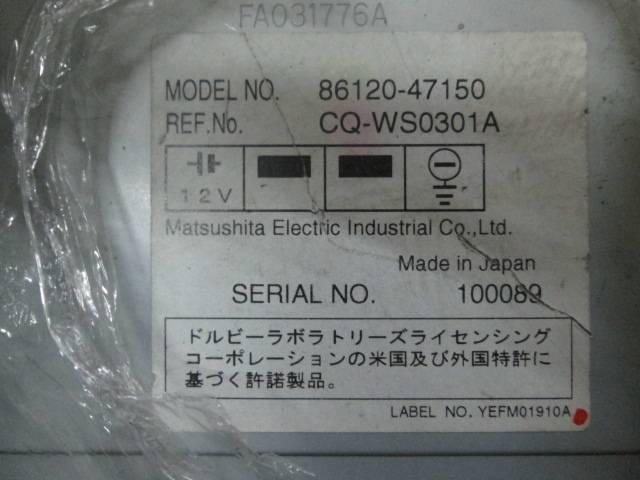 FA031776A
MODEL NO. 86120-47150
REF.No. CQ-WS0301A
12V
Matsushita Electric Industrial Co.,Ltd.
Made in Japan
SERIAL NO. 100089
ドルビーラボラトリーズライセンシング
コーポレーションの米国及び外国特許に
基づく許諾製品。
LABEL NO. YEFM01910A